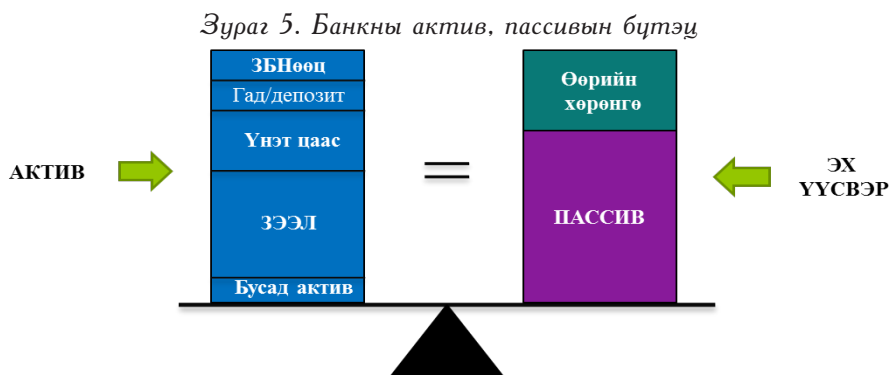 Зураг 5. Банкны актив, пассивын бүтэц
АКТИВ
ЗБНөөц
Гад/депозит
Үнэт цаас
ЗЭЭЛ
Бусад актив
=
Өөрийн
хөрөнгө
ПАССИВ
ЭХ
ҮҮСВЭР